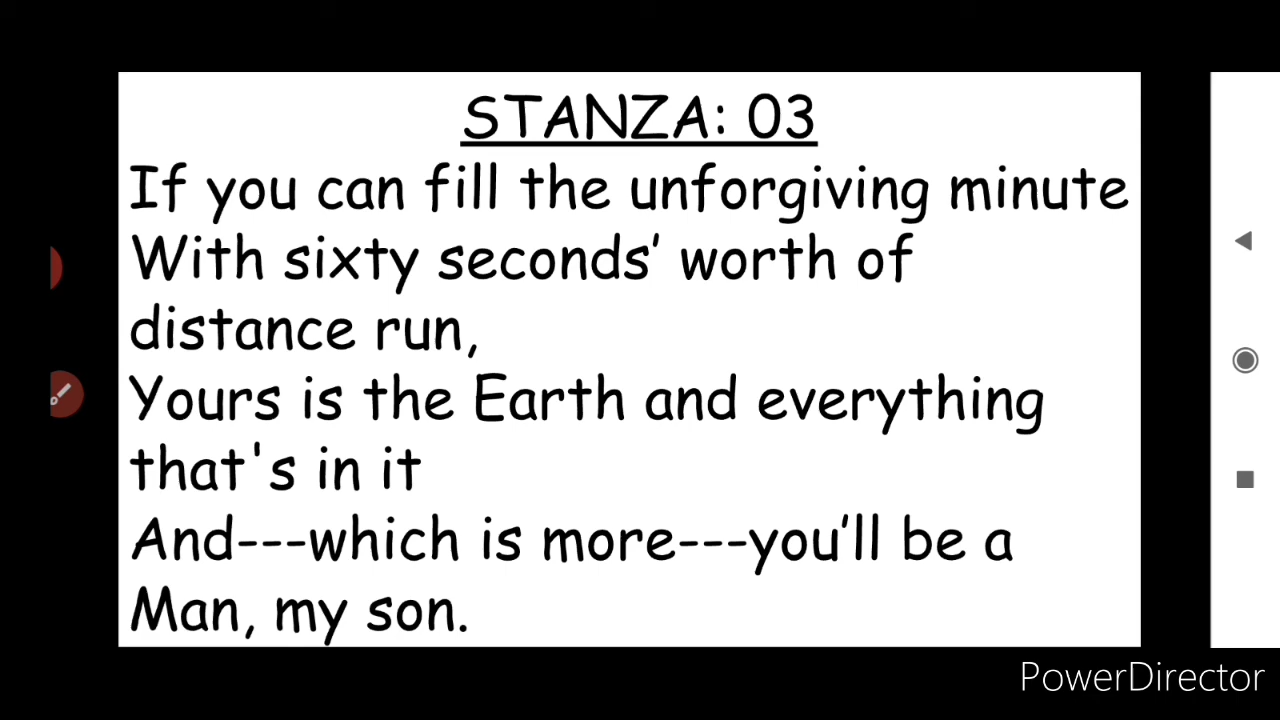 STANZA: 03
If you can fill the unforgiving minute
With sixty seconds’ worth of
distance run,
Yours is the Earth and everything
that's in it
And---which is more---you’ll be a
Man, my son.
PowerDirector